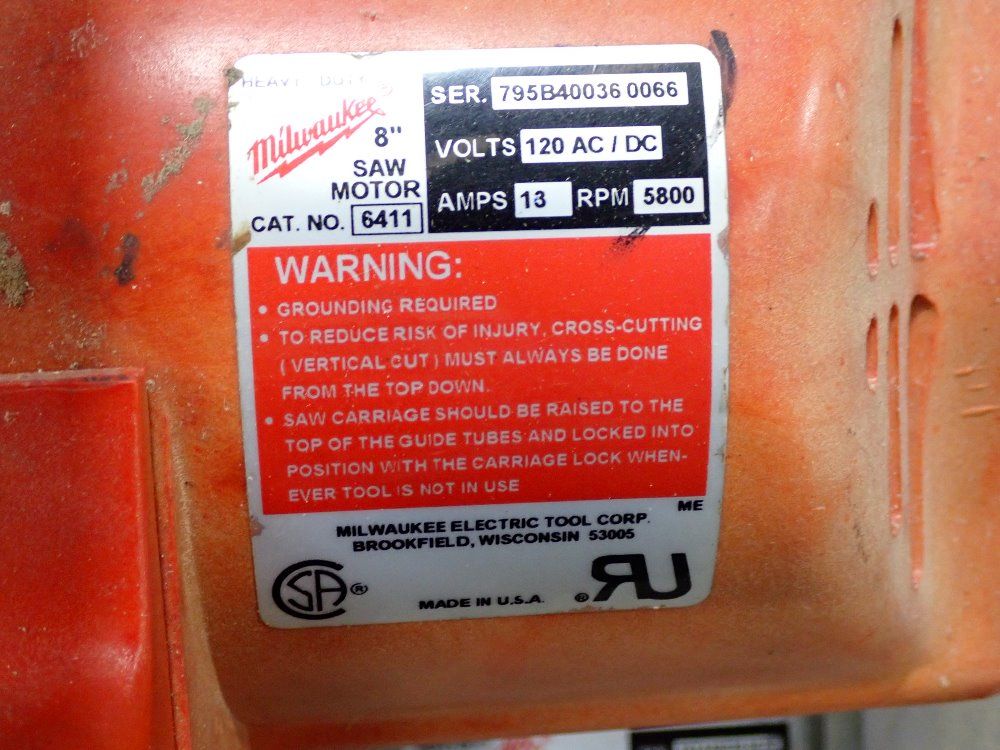 HEAVY DUTY
Milwaukee®
8"
SAW
MOTOR
CAT. NO. 6411
SER. 795B40036 0066
VOLTS 120 AC / DC
AMPS 13 RPM 5800
WARNING:
• GROUNDING REQUIRED
• TO REDUCE RISK OF INJURY, CROSS-CUTTING
( VERTICAL CUT ) MUST ALWAYS BE DONE
FROM THE TOP DOWN.
• SAW CARRIAGE SHOULD BE RAISED TO THE
TOP OF THE GUIDE TUBES AND LOCKED INTO
POSITION WITH THE CARRIAGE LOCK WHEN-
EVER TOOL IS NOT IN USE
ME
MILWAUKEE ELECTRIC TOOL CORP.
BROOKFIELD, WISCONSIN 53005
CSA ®
MADE IN U.S.A.
® RU